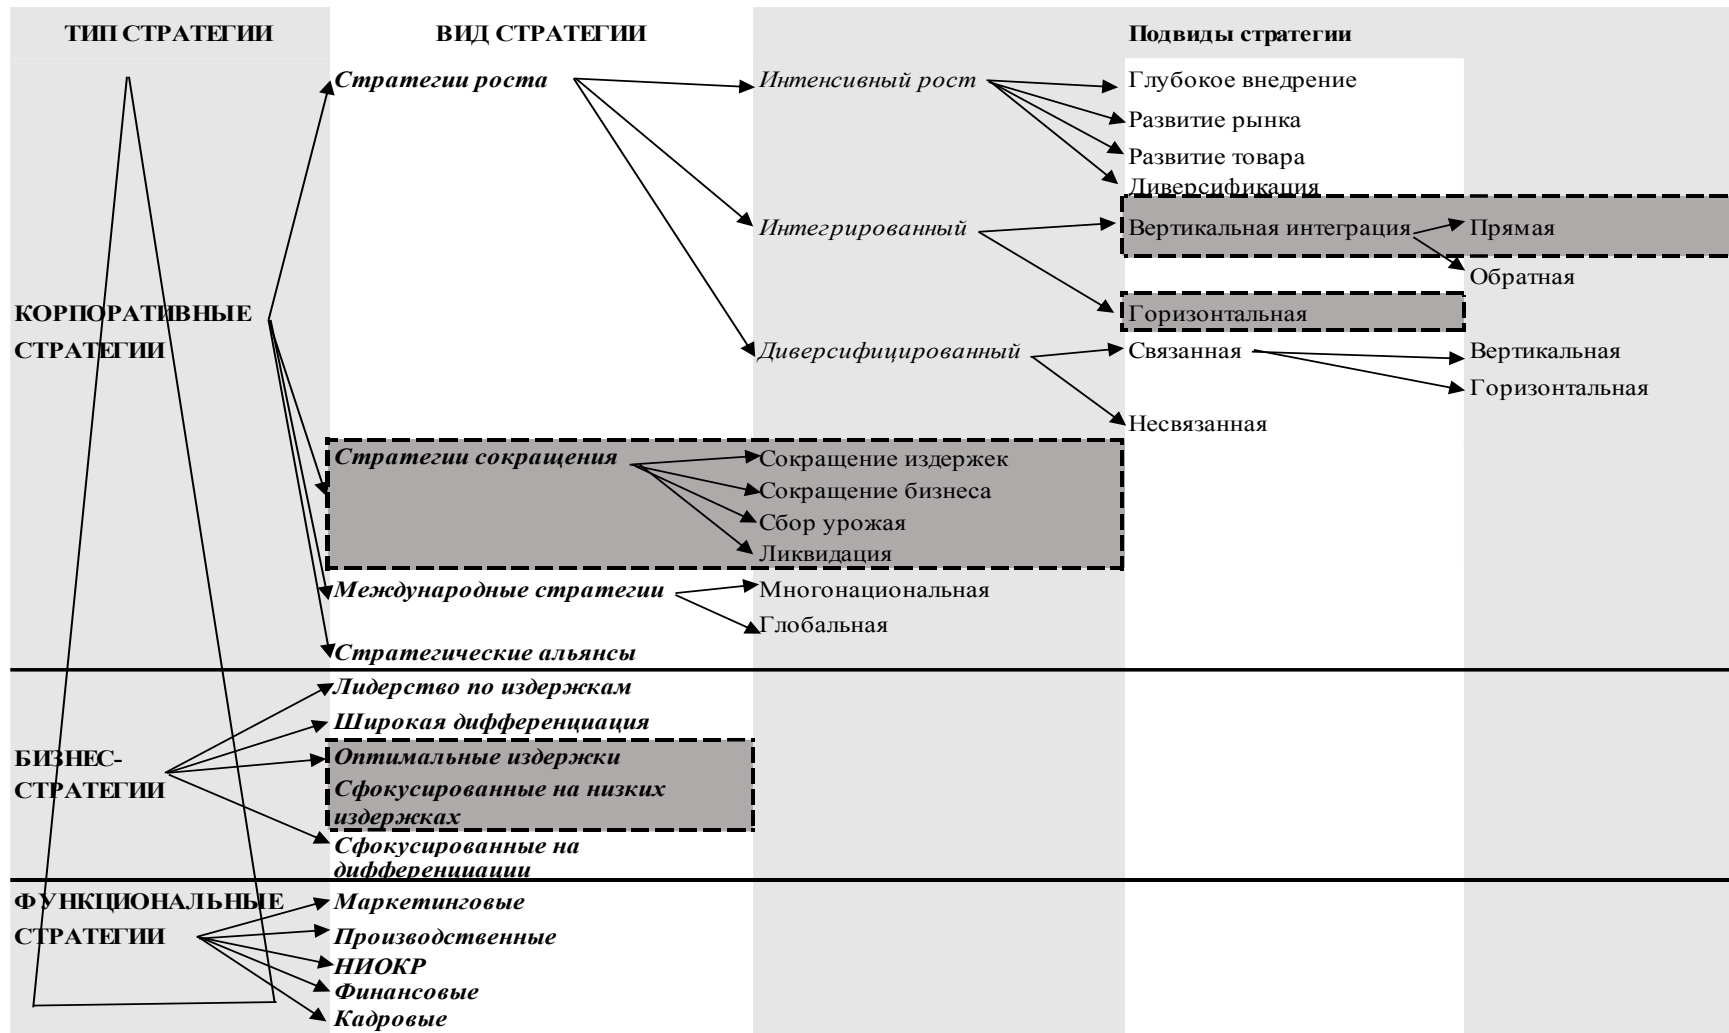 ТИП СТРАТЕГИИ ВИД СТРАТЕГИИ Подвиды стратегии
Стратегии роста Интенсивный рост Глубокое внедрение
Развитие рынка
Развитие товара
Диверсификация
Интегрированный Вертикальная интеграция Прямая
Обратная
КОРПОРАТИВНЫЕ Горизонтальная
СТРАТЕГИИ Диверсифицированный Связанная Вертикальная
Горизонтальная
Несвязанная
Стратегии сокращения Сокращение издержек
Сокращение бизнеса
Сбор урожая
Ликвидация
Международные стратегии Многонациональная
Глобальная
Стратегические альянсы
Лидерство по издержкам
Широкая дифференциация
БИЗНЕС- Оптимальные издержки
СТРАТЕГИИ Сфокусированные на низких
издержках
Сфокусированные на
дифференциации
ФУНКЦИОНАЛЬНЫЕ Маркетинговые
СТРАТЕГИИ Производственные
НИОКР
Финансовые
Кадровые